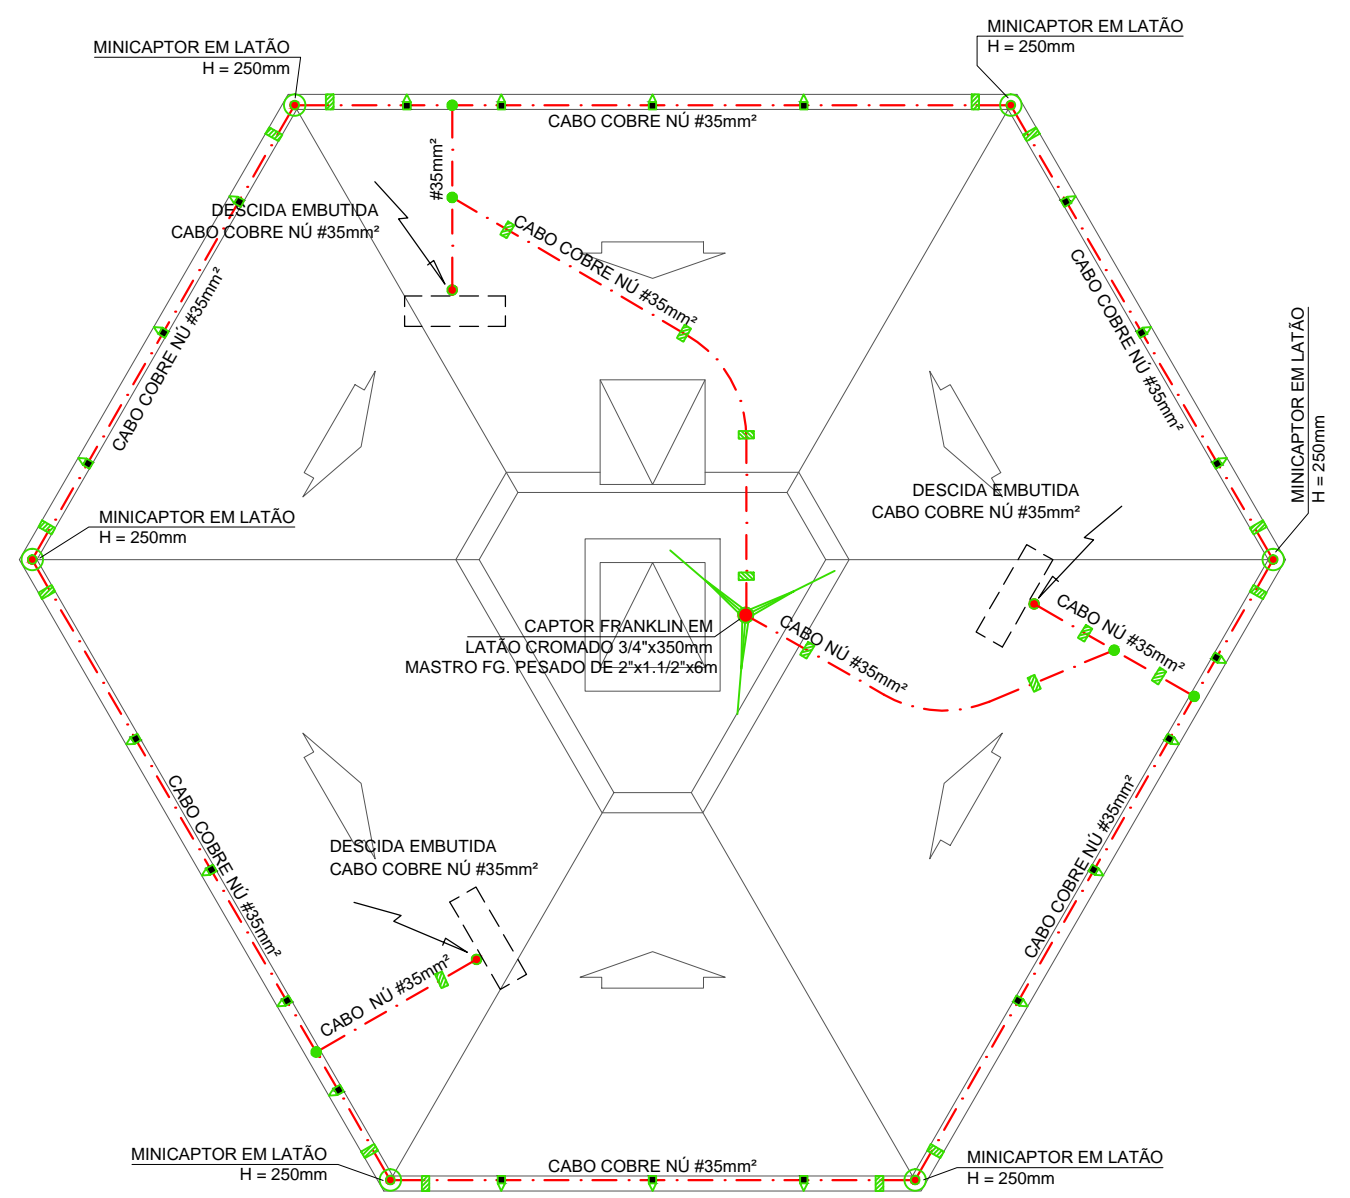 MINICAPTOR EM LATÃO
H = 250mm
MINICAPTOR EM LATÃO
H = 250mm
CABO COBRE NÚ #35mm²
#35mm²
DESCIDA EMBUTIDA
CABO COBRE NÚ #35mm²
CABO COBRE NÚ #35mm²
CABO COBRE NÚ #35mm²
CABO COBRE NÚ #35mm²
MINICAPTOR EM LATÃO
H = 250mm
MINICAPTOR EM LATÃO
H = 250mm
DESCIDA EMBUTIDA
CABO COBRE NÚ #35mm²
CAPTOR FRANKLIN EM
LATÃO CROMADO 3/4"x350mm
MASTRO FG. PESADO DE 2"x1.1/2"x6m
CABO NÚ #35mm²
CABO NÚ #35mm²
CABO COBRE NÚ #35mm²
DESCIDA EMBUTIDA
CABO COBRE NÚ #35mm²
CABO NÚ #35mm²
CABO COBRE NÚ #35mm²
MINICAPTOR EM LATÃO
H = 250mm
CABO COBRE NÚ #35mm²
MINICAPTOR EM LATÃO
H = 250mm